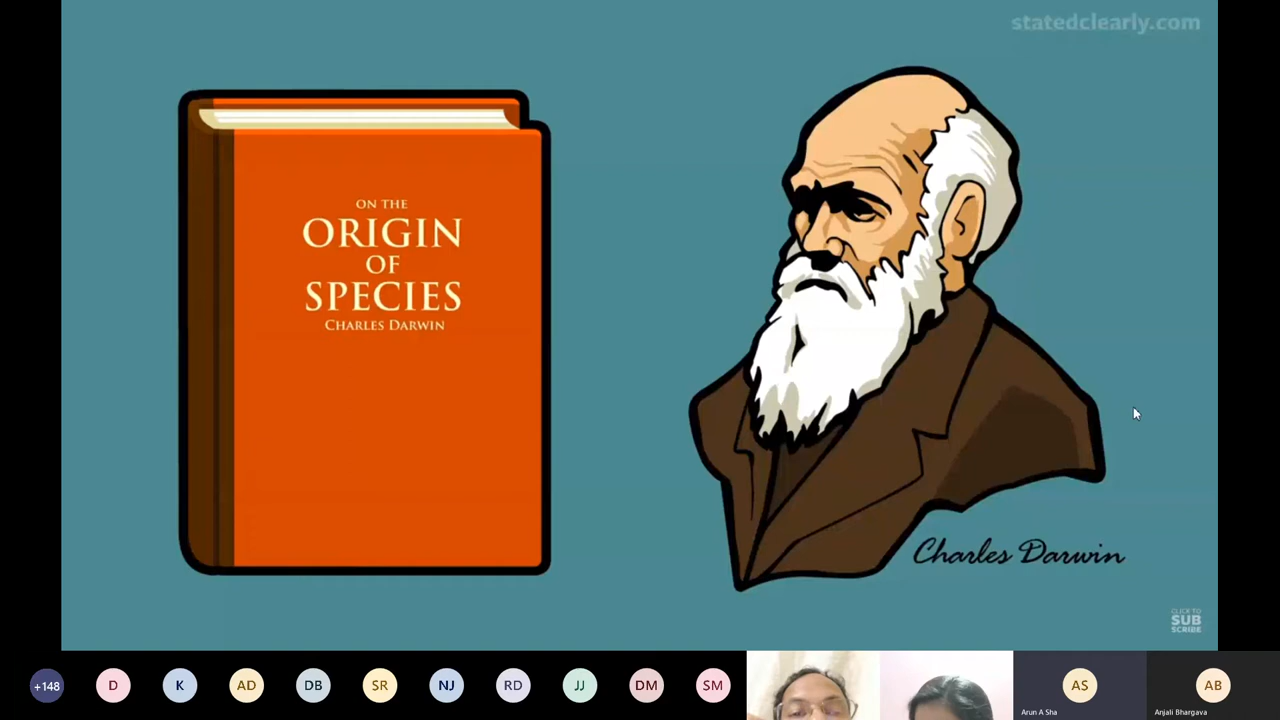 statedclearly.com
ON THE
ORIGIN
OF
SPECIES
CHARLES DARWIN
Charles Darwin
CLICK TO
SUB
SCRIBE
+148
D
K
AD
DB
SR
NJ
RD
JJ
DM
SM
AS
AB
Arun A Sha
Anjali Bhargava